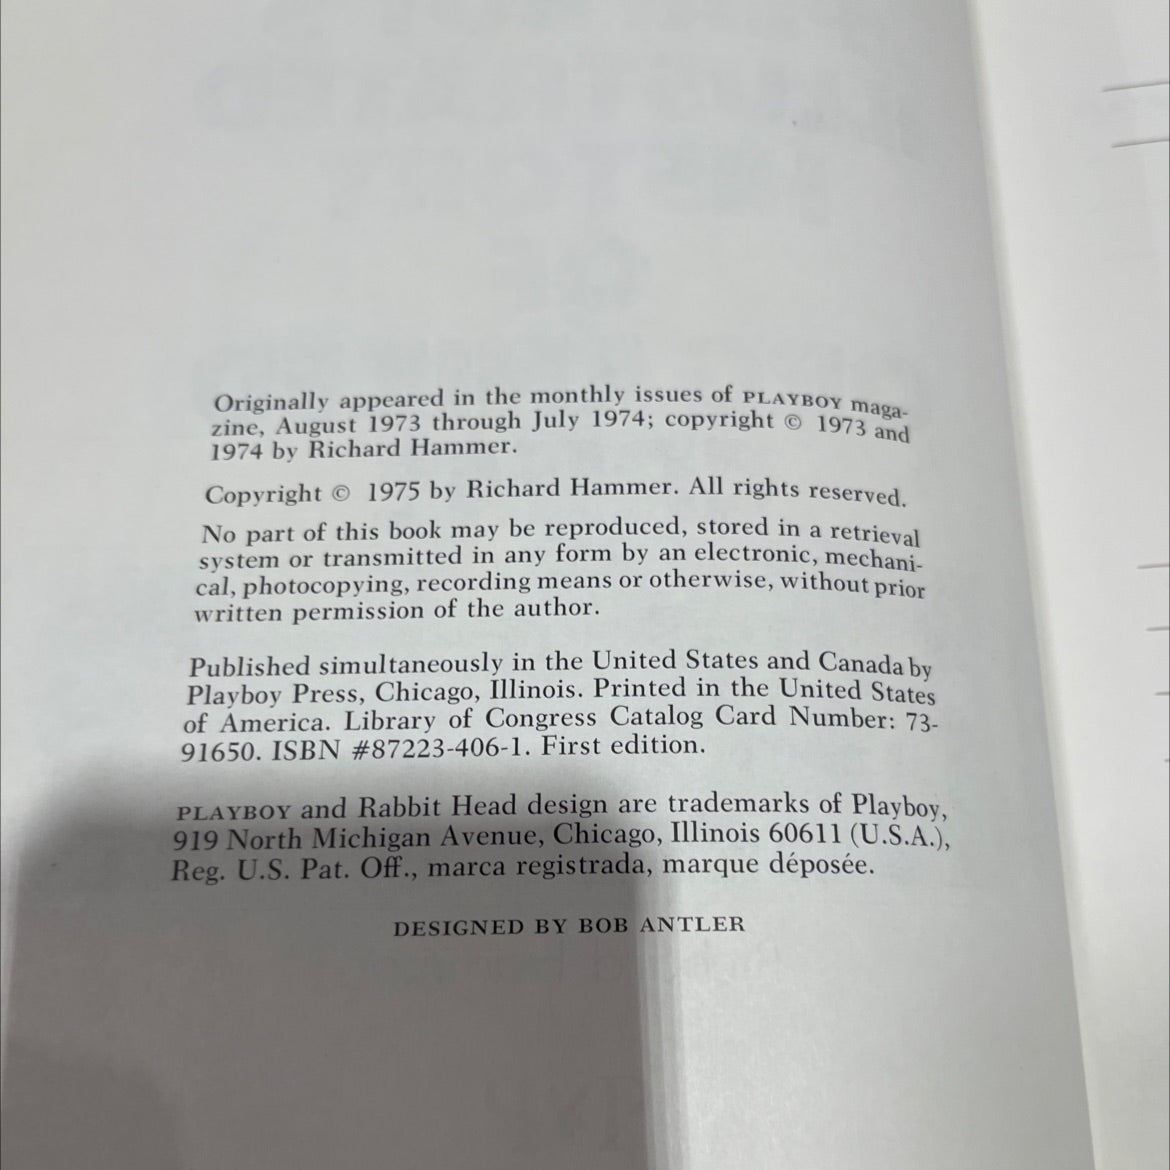 Originally appeared in the monthly issues of PLAYBOY maga-
zine, August 1973 through July 1974; copyright © 1973 and
1974 by Richard Hammer.
Copyright © 1975 by Richard Hammer. All rights reserved.
No part of this book may be reproduced, stored in a retrieval
system or transmitted in any form by an electronic, mechani-
cal, photocopying, recording means or otherwise, without prior
written permission of the author.
Published simultaneously in the United States and Canada by
Playboy Press, Chicago, Illinois. Printed in the United States
of America. Library of Congress Catalog Card Number: 73-
91650. ISBN #87223-406-1. First edition.
PLAYBOY and Rabbit Head design are trademarks of Playboy,
919 North Michigan Avenue, Chicago, Illinois 60611 (U.S.A.),
Reg. U.S. Pat. Off., marca registrada, marque déposée.
DESIGNED BY BOB ANTLER